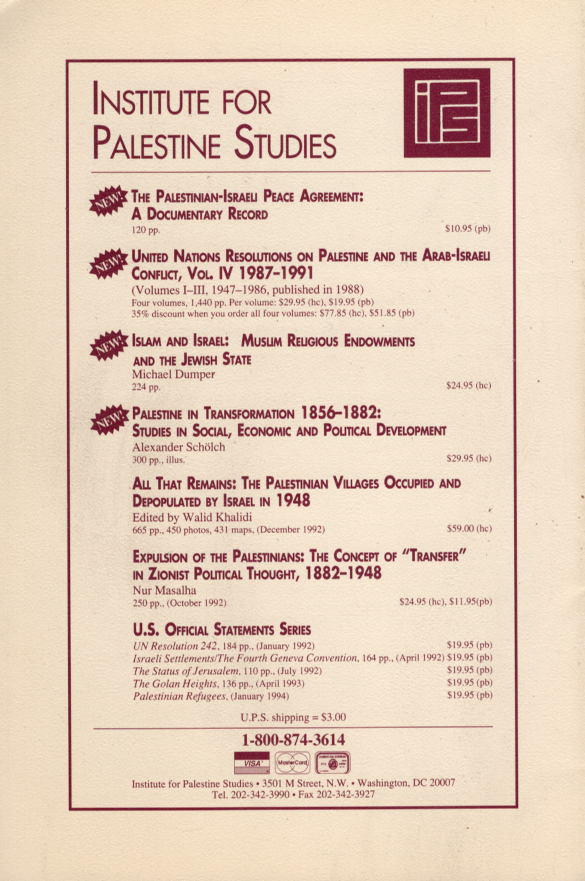 INSTITUTE FOR
PALESTINE STUDIES
iPS
NEW!
THE PALESTINIAN-ISRAELI PEACE AGREEMENT:
A DOCUMENTARY RECORD
120 pp. $10.95 (pb)
NEW!
UNITED NATIONS RESOLUTIONS ON PALESTINE AND THE ARAB-ISRAELI
CONFLICT, VOL. IV 1987–1991
(Volumes I–III, 1947–1986, published in 1988)
Four volumes, 1,440 pp. Per volume: $29.95 (hc), $19.95 (pb)
35% discount when you order all four volumes: $77.85 (hc), $51.85 (pb)
NEW!
ISLAM AND ISRAEL: MUSLIM RELIGIOUS ENDOWMENTS
AND THE JEWISH STATE
Michael Dumper
224 pp. $24.95 (hc)
NEW!
PALESTINE IN TRANSFORMATION 1856–1882:
STUDIES IN SOCIAL, ECONOMIC AND POLITICAL DEVELOPMENT
Alexander Schölch
300 pp., illus. $29.95 (hc)
ALL THAT REMAINS: THE PALESTINIAN VILLAGES OCCUPIED AND
DEPOPULATED BY ISRAEL IN 1948
Edited by Walid Khalidi
665 pp., 450 photos, 431 maps, (December 1992) $59.00 (hc)
EXPULSION OF THE PALESTINIANS: THE CONCEPT OF "TRANSFER"
IN ZIONIST POLITICAL THOUGHT, 1882–1948
Nur Masalha
250 pp., (October 1992) $24.95 (hc), $11.95(pb)
U.S. OFFICIAL STATEMENTS SERIES
UN Resolution 242, 184 pp., (January 1992) $19.95 (pb)
Israeli Settlements/The Fourth Geneva Convention, 164 pp., (April 1992) $19.95 (pb)
The Status of Jerusalem, 110 pp., (July 1992) $19.95 (pb)
The Golan Heights, 136 pp., (April 1993) $19.95 (pb)
Palestinian Refugees, (January 1994) $19.95 (pb)
U.P.S. shipping = $3.00
1-800-874-3614
VISA MasterCard
Institute for Palestine Studies • 3501 M Street, N.W. • Washington, DC 20007
Tel. 202-342-3990 • Fax 202-342-3927